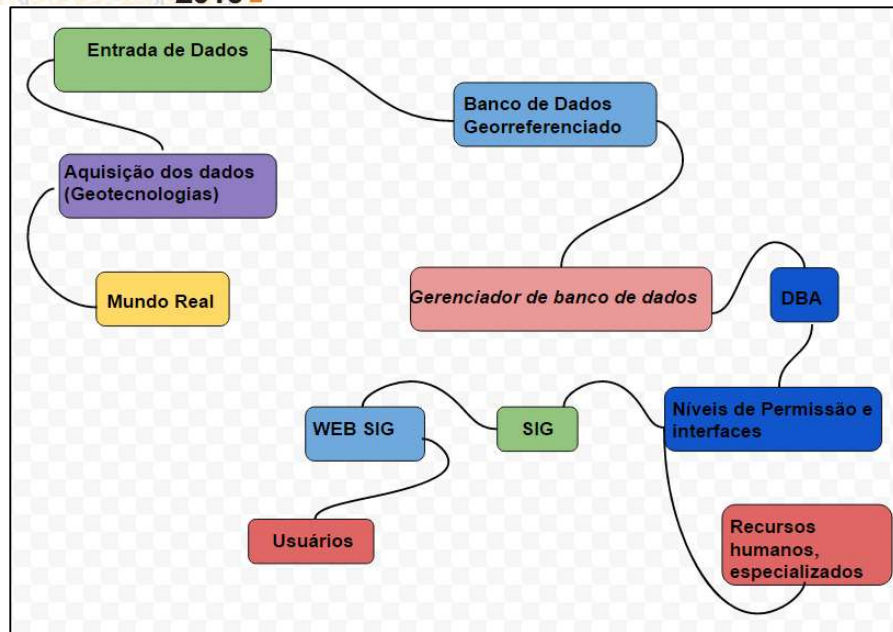 Entrada de Dados
Banco de Dados
Georreferenciado
Aquisição dos dados
(Geotecnologias)
Mundo Real
Gerenciador de banco de dados
DBA
WEB SIG
SIG
Níveis de Permissão e
interfaces
Usuários
Recursos
humanos,
especializados